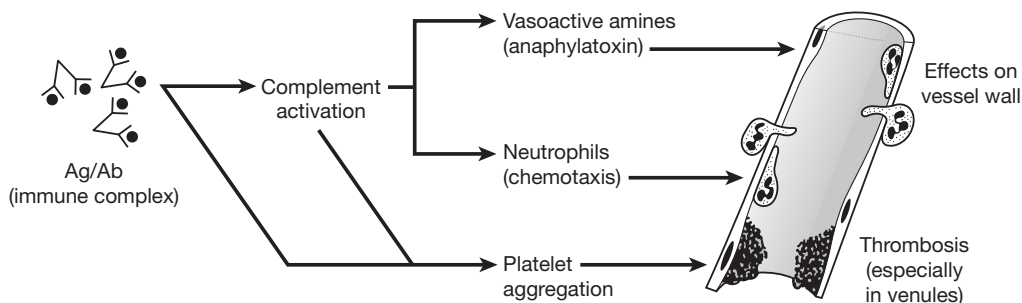 Ag/Ab
(immune complex)
Complement
activation
Vasoactive amines
(anaphylatoxin)
Neutrophils
(chemotaxis)
Platelet
aggregation
Effects on
vessel wall
Thrombosis
(especially
in venules)